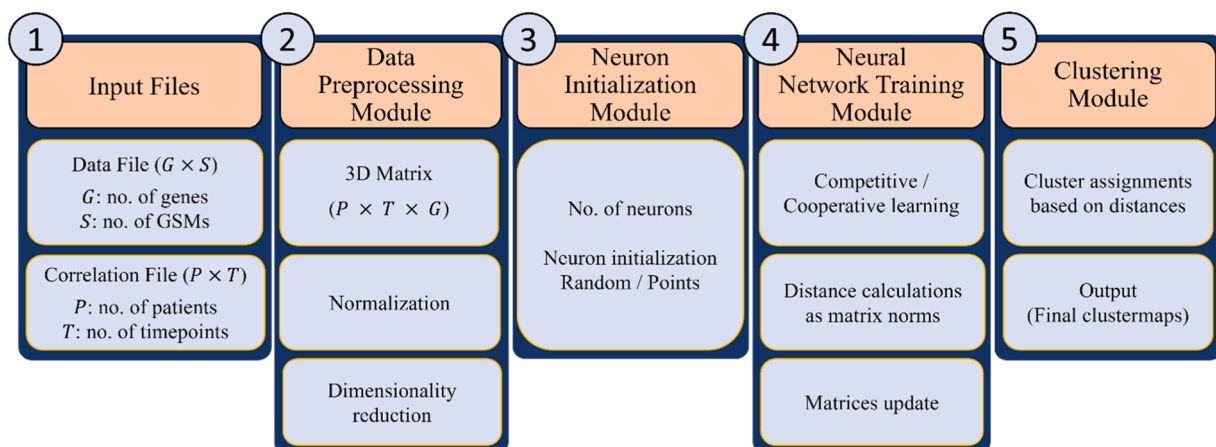 1
Input Files
Data File (G × S)
G: no. of genes
S: no. of GSMs
Correlation File (P × T)
P: no. of patients
T: no. of timepoints
2
Data
Preprocessing
Module
3D Matrix
(P × T × G)
Normalization
Dimensionality
reduction
3
Neuron
Initialization
Module
No. of neurons
Neuron initialization
Random / Points
4
Neural
Network Training
Module
Competitive /
Cooperative learning
Distance calculations
as matrix norms
Matrices update
5
Clustering
Module
Cluster assignments
based on distances
Output
(Final clustermaps)